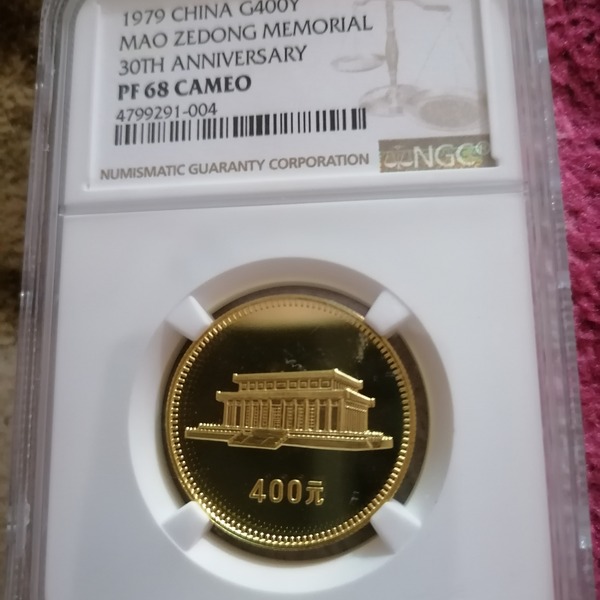 1979 CHINA G400Y
MAO ZEDONG MEMORIAL
30TH ANNIVERSARY
PF 68 CAMEO
4799291-004
NUMISMATIC GUARANTY CORPORATION
NGC
400元